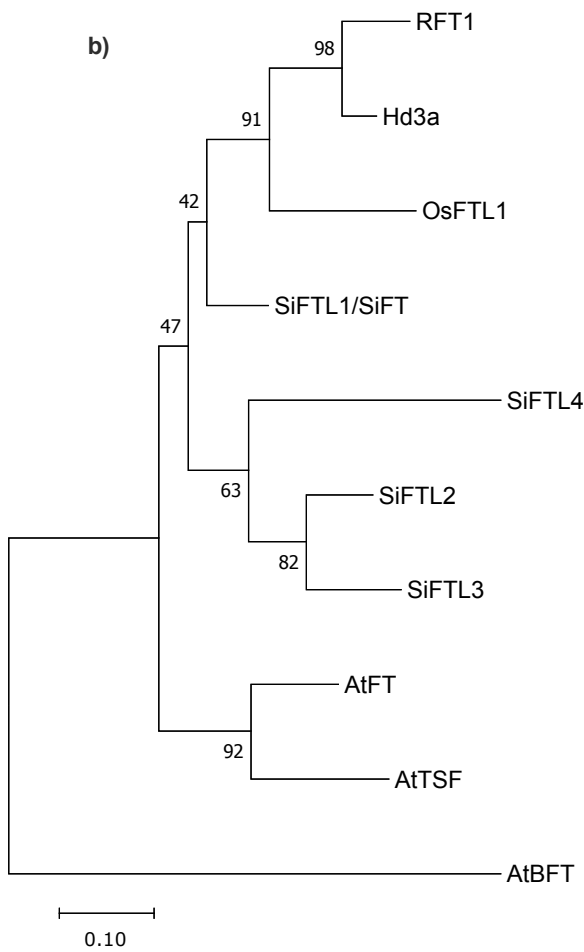 RFT1
b)
98
Hd3a
91
OsFTL1
42
SiFTL1/SiFT
47
SiFTL4
63
SiFTL2
82
SiFTL3
AtFT
92
AtTSF
AtBFT
0.10